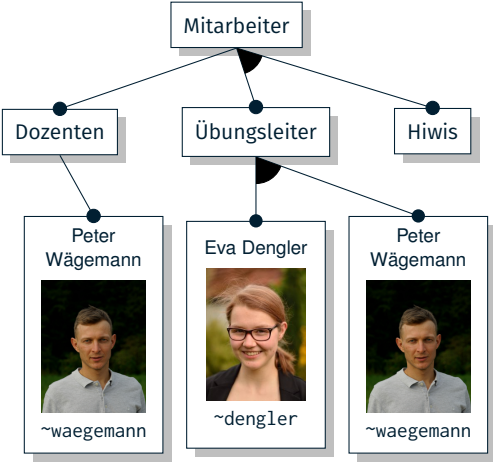 Mitarbeiter
Dozenten
Übungsleiter
Hiwis
Peter
Wägemann
~waegemann
Eva Dengler
~dengler
Peter
Wägemann
~waegemann